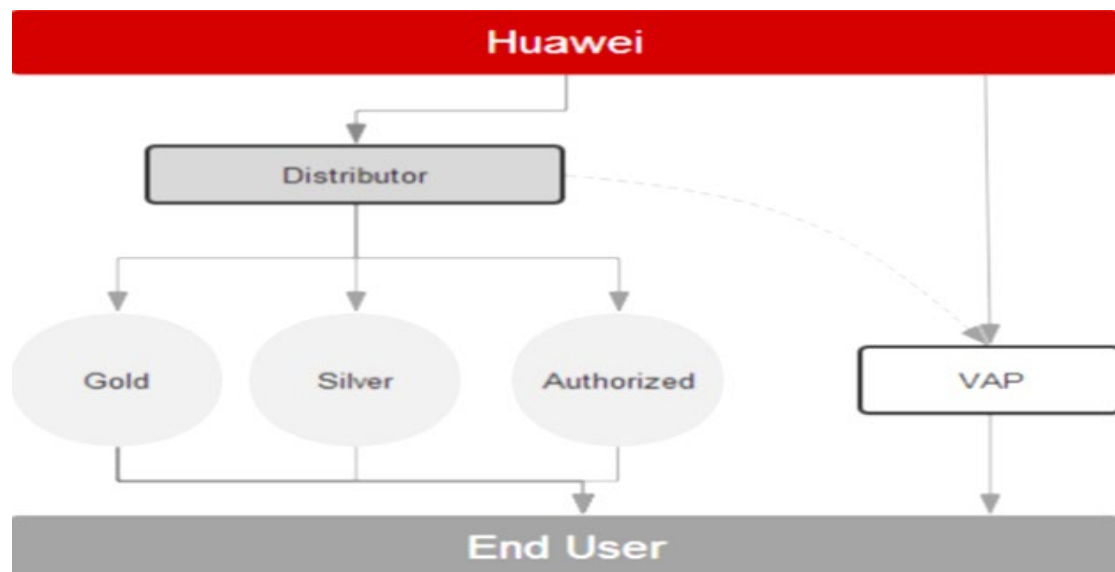 Huawei
Distributor
Gold
Silver
Authorized
VAP
End User